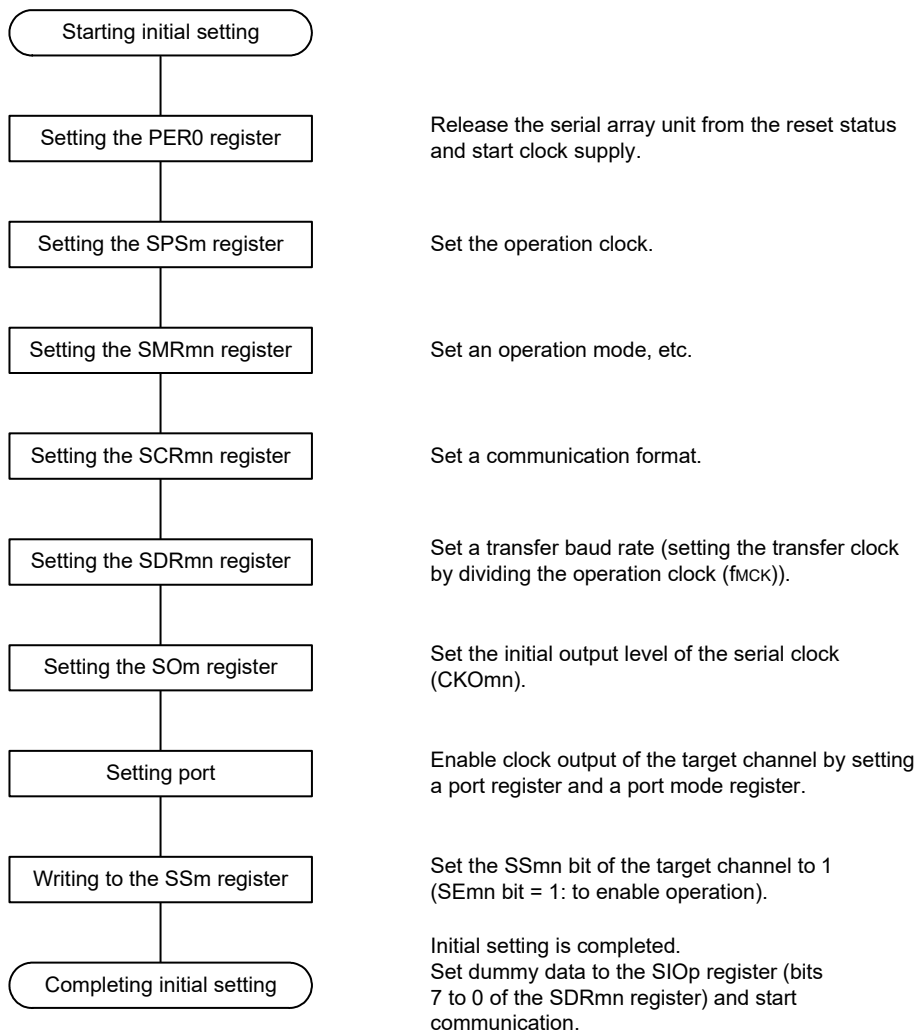 Starting initial setting
Setting the PER0 register
Release the serial array unit from the reset status
and start clock supply.
Setting the SPSm register
Set the operation clock.
Setting the SMRmn register
Set an operation mode, etc.
Setting the SCRmn register
Set a communication format.
Setting the SDRmn register
Set a transfer baud rate (setting the transfer clock
by dividing the operation clock (fMCK)).
Setting the SOm register
Set the initial output level of the serial clock
(CKOmn).
Setting port
Enable clock output of the target channel by setting
a port register and a port mode register.
Writing to the SSm register
Set the SSmn bit of the target channel to 1
(SEmn bit = 1: to enable operation).
Completing initial setting
Initial setting is completed.
Set dummy data to the SIOp register (bits
7 to 0 of the SDRmn register) and start
communication.